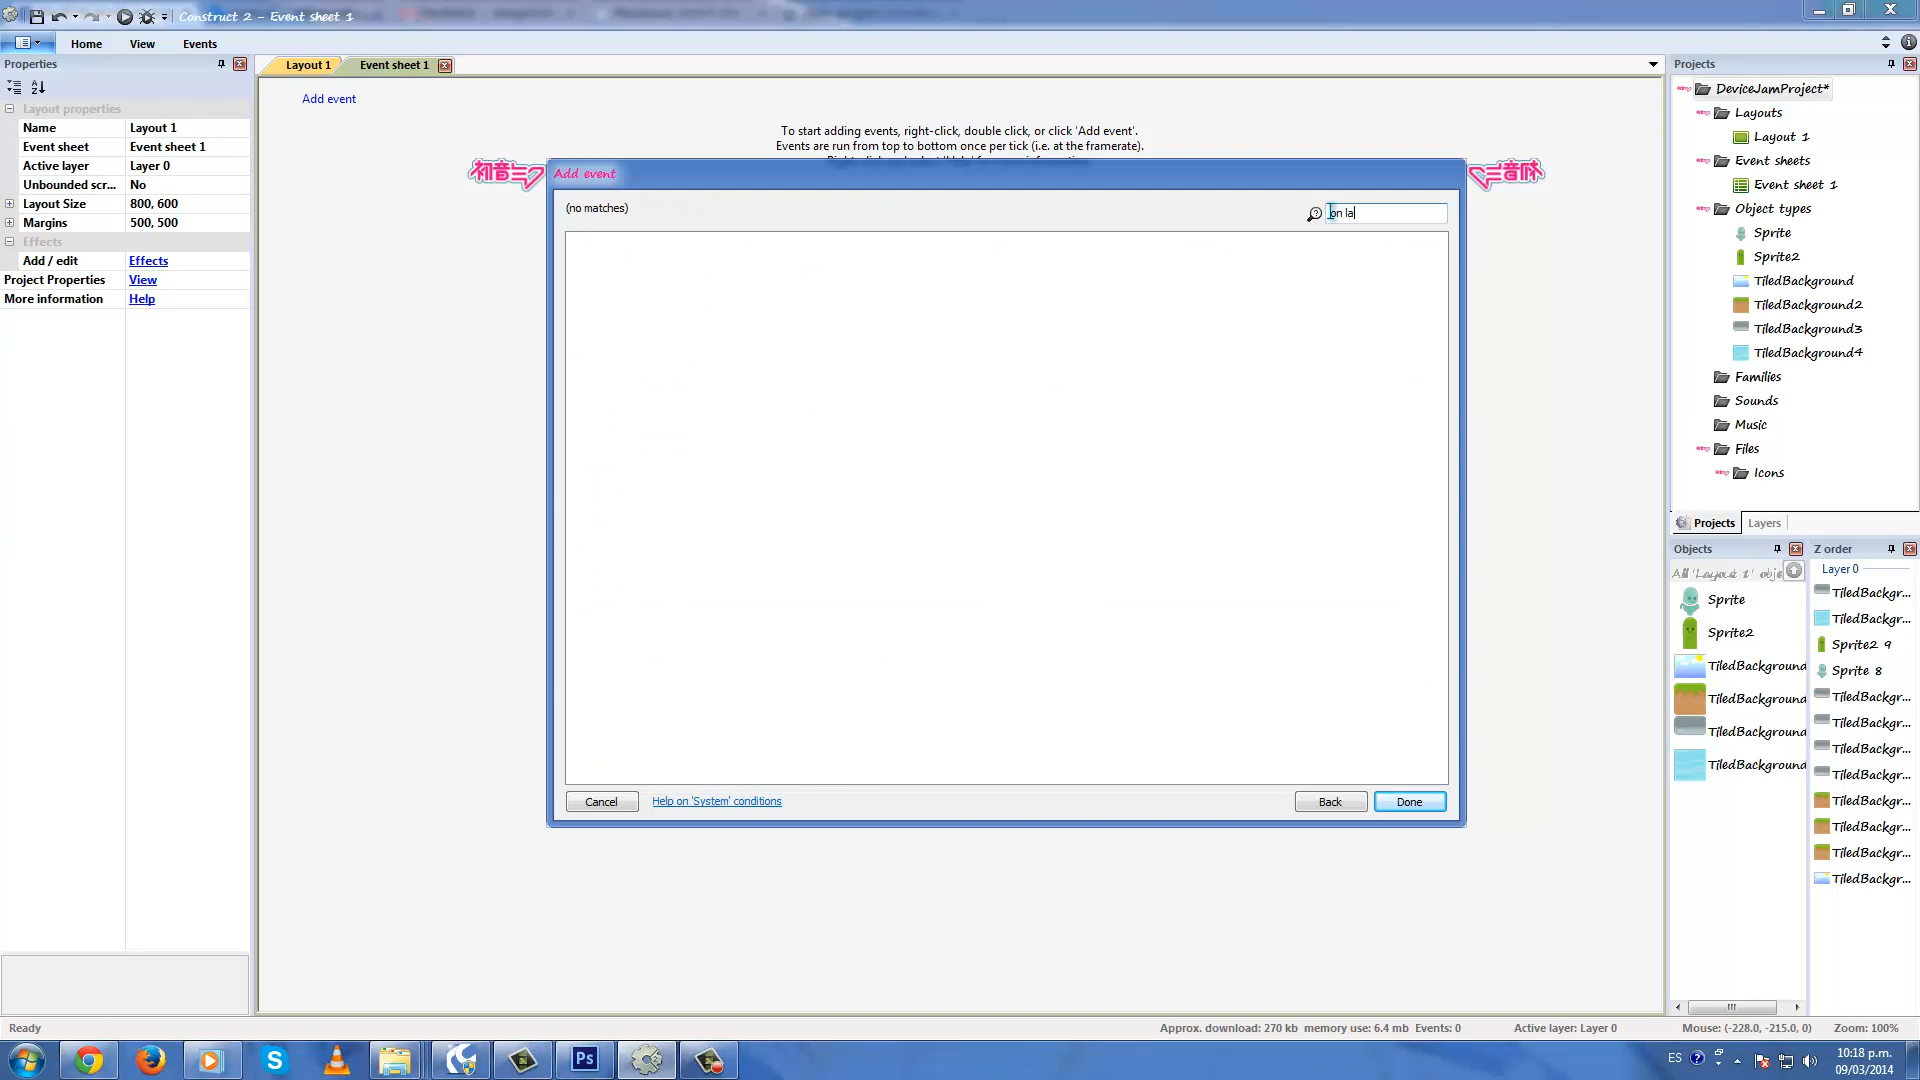 Construct 2 - Event sheet 1
Home
View
Events
Properties
Layout 1
Event sheet 1
Projects
Layout properties
Name
Layout 1
Event sheet
Event sheet 1
Active layer
Layer 0
Unbounded scr...
No
Layout Size
800, 600
Margins
500, 500
Effects
Add / edit
Effects
Project Properties
View
More information
Help
Add event
To start adding events, right-click, double click, or click 'Add event'.
Events are run from top to bottom once per tick (i.e. at the framerate).
Add event
(no matches)
on la
Cancel
Help on 'System' conditions
Back
Done
DeviceJamProject*
Layouts
Layout 1
Event sheets
Event sheet 1
Object types
Sprite
Sprite2
TiledBackground
TiledBackground2
TiledBackground3
TiledBackground4
Families
Sounds
Music
Files
Icons
Projects
Layers
Objects
All 'Layout 1' obje
Sprite
Sprite2
TiledBackground
TiledBackground
TiledBackground
TiledBackground
Z order
Layer 0
TiledBackgr...
TiledBackgr...
Sprite2 9
Sprite 8
TiledBackgr...
TiledBackgr...
TiledBackgr...
TiledBackgr...
TiledBackgr...
TiledBackgr...
TiledBackgr...
TiledBackgr...
Ready
Approx. download: 270 kb memory use: 6.4 mb Events: 0
Active layer: Layer 0
Mouse: (-228.0, -215.0, 0)
Zoom: 100%
Ps
ES
10:18 p.m.
09/03/2014